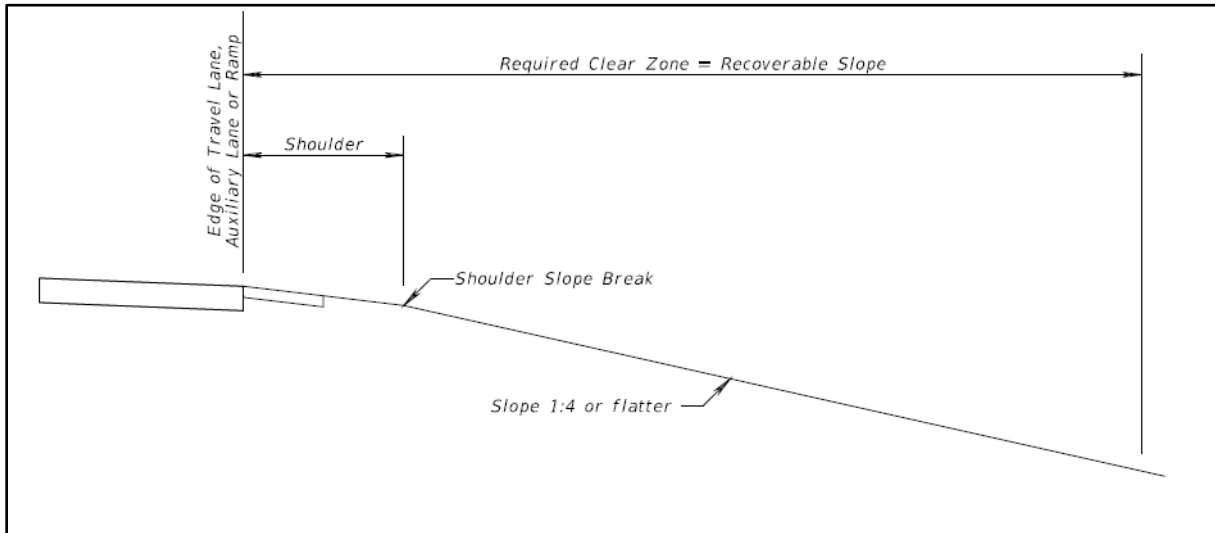 Edge of Travel Lane,
Auxiliary Lane or Ramp
Required Clear Zone = Recoverable Slope
Shoulder
Shoulder Slope Break
Slope 1:4 or flatter